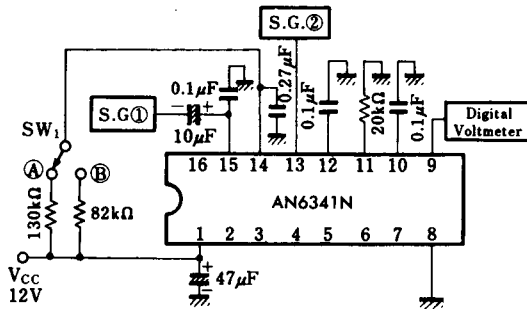 S.G.②
S.G①
0.1μF
− +
10μF
0.27μF
0.1μF
20kΩ
0.1μF
Digital
Voltmeter
SW₁
Ⓐ Ⓑ
130kΩ
82kΩ
16 15 14 13 12 11 10 9
AN6341N
1 2 3 4 5 6 7 8
VCC
12V
+
47μF
−